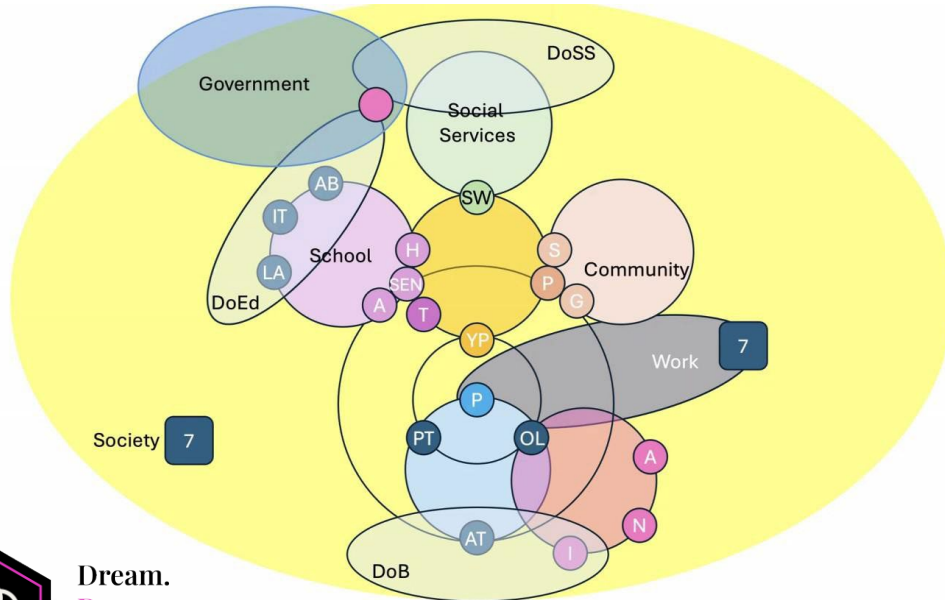 DoSS
Government
Social
Services
AB
SW
IT
School
H
S
Community
LA
SEN
P
DoEd
A
T
G
YP
Work
7
P
Society
7
PT
OL
A
N
AT
I
DoB
Dream.